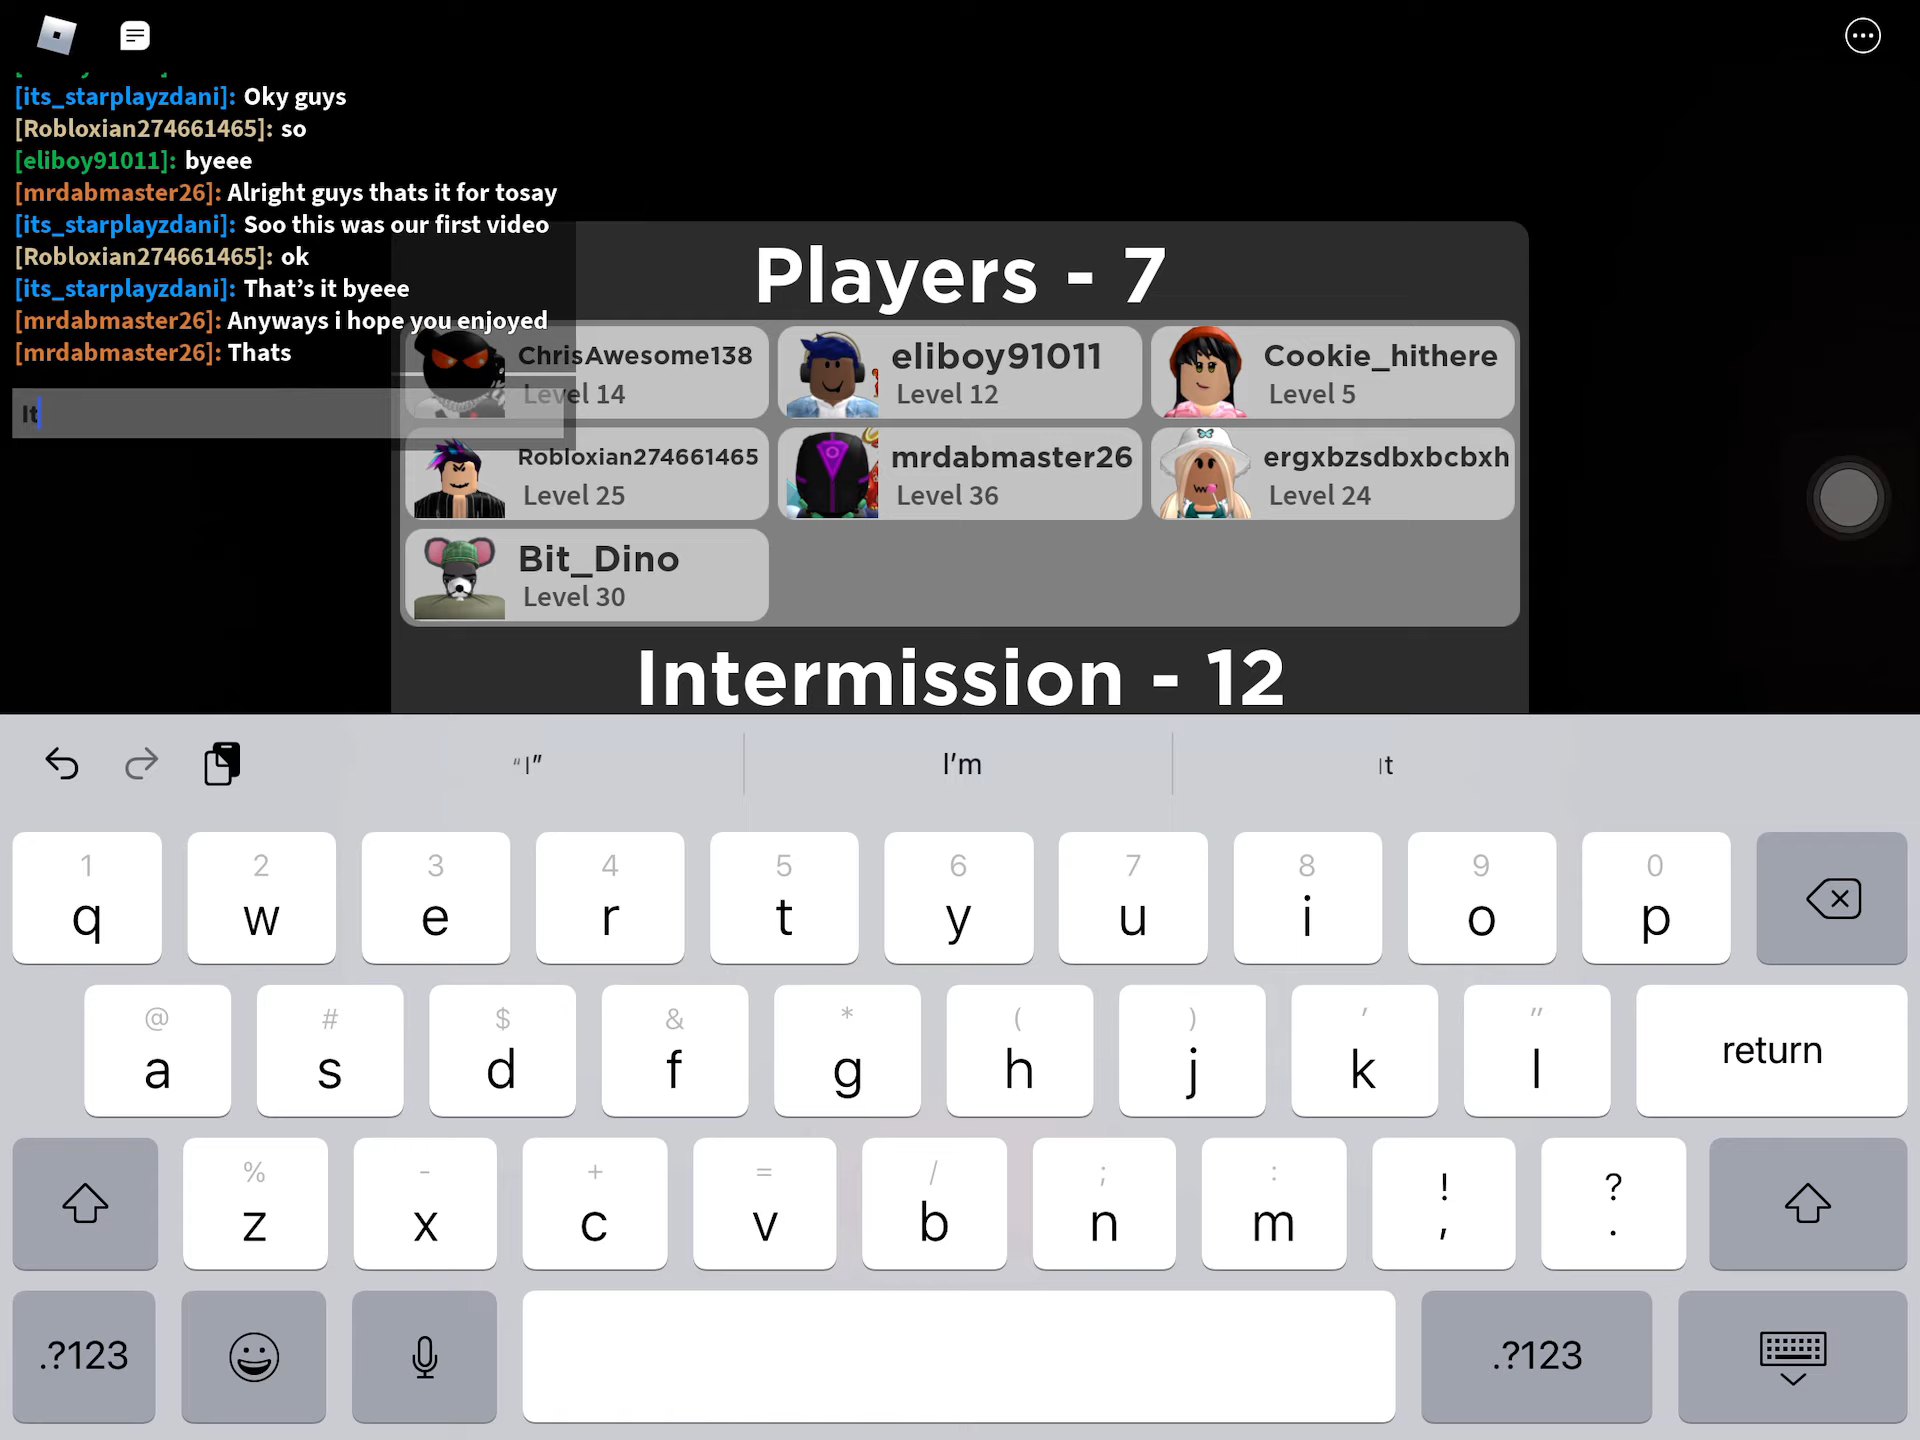 [its_starplayzdani]: Oky guys
[Robloxian274661465]: so
[eliboy91011]: byeee
[mrdabmaster26]: Alright guys thats it for tosay
[its_starplayzdani]: Soo this was our first video
[Robloxian274661465]: ok
[its_starplayzdani]: That’s it byeee
[mrdabmaster26]: Anyways i hope you enjoyed
[mrdabmaster26]: Thats
It
Players - 7
ChrisAwesome138
Level 14
eliboy91011
Level 12
Cookie_hithere
Level 5
Robloxian274661465
Level 25
mrdabmaster26
Level 36
ergxbzsdbxbcbxh
Level 24
Bit_Dino
Level 30
Intermission - 12
“I” I’m It
1 2 3 4 5 6 7 8 9 0
q w e r t y u i o p
@ # $ & * ( ) ' "
a s d f g h j k l return
% - + = / ; : ! ?
z x c v b n m , .
.?123 .?123